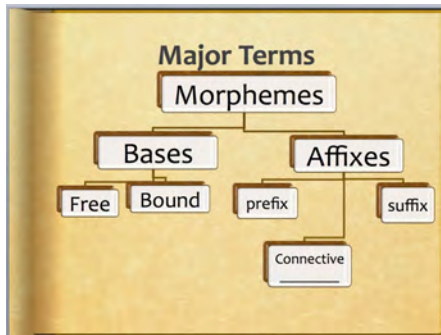 Major Terms
Morphemes
Bases
Affixes
Free
Bound
prefix
suffix
Connective